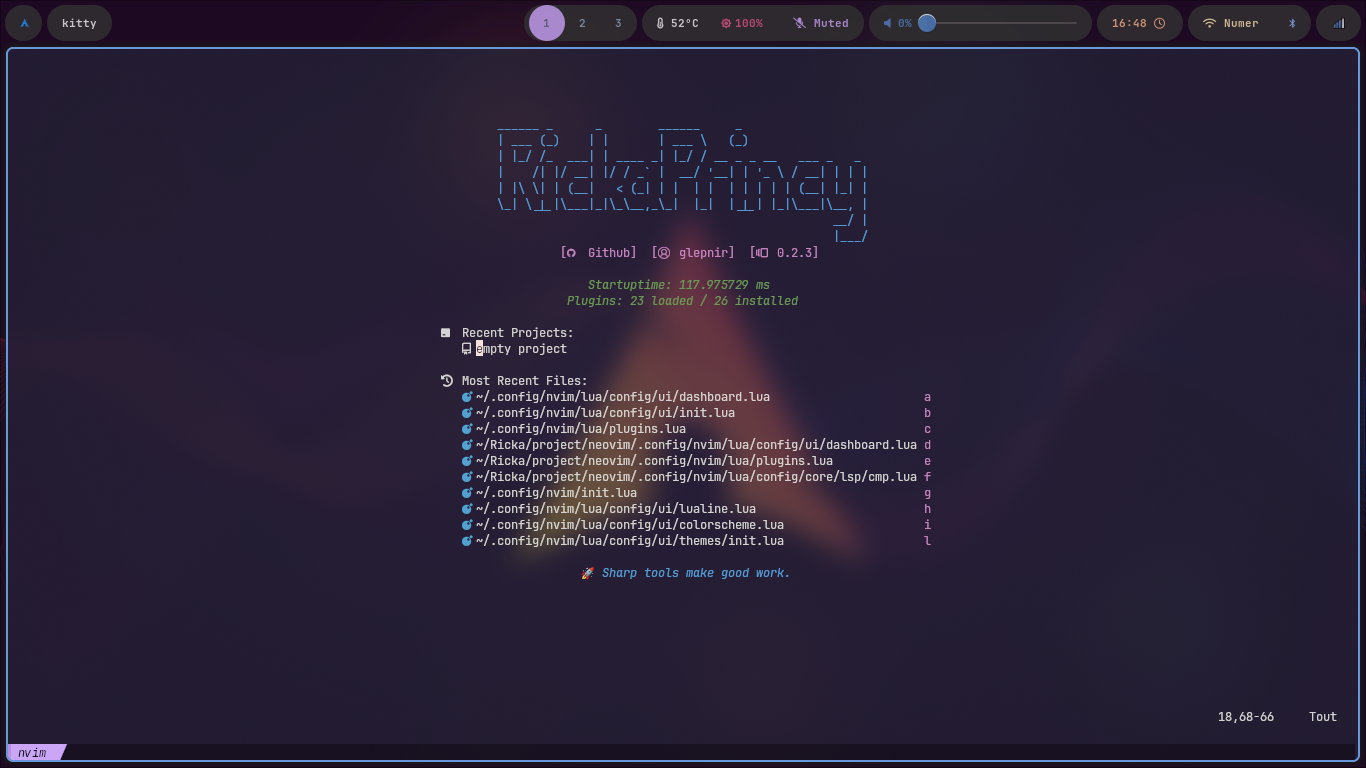 kitty 1 2 3 52°C 100% Muted 0% 16:48 Numer
RickaPrincy
[ Github] [ glepnir] [ 0.2.3]
Startuptime: 117.975729 ms
Plugins: 23 loaded / 26 installed
Recent Projects:
empty project
Most Recent Files:
~/.config/nvim/lua/config/ui/dashboard.lua a
~/.config/nvim/lua/config/ui/init.lua b
~/.config/nvim/lua/plugins.lua c
~/Ricka/project/neovim/.config/nvim/lua/config/ui/dashboard.lua d
~/Ricka/project/neovim/.config/nvim/lua/plugins.lua e
~/Ricka/project/neovim/.config/nvim/lua/config/core/lsp/cmp.lua f
~/.config/nvim/init.lua g
~/.config/nvim/lua/config/ui/lualine.lua h
~/.config/nvim/lua/config/ui/colorscheme.lua i
~/.config/nvim/lua/config/ui/themes/init.lua l
🚀 Sharp tools make good work.
18,68-66 Tout
nvim